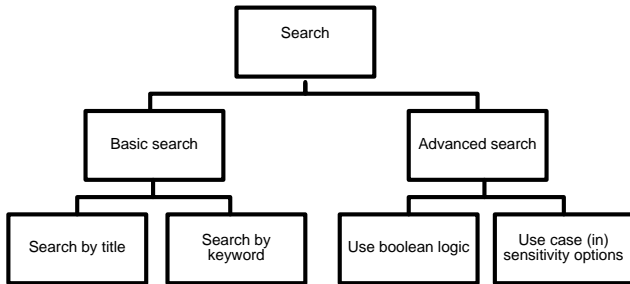 Search
Basic search
Advanced search
Search by title
Search by
keyword
Use boolean logic
Use case (in)
sensitivity options